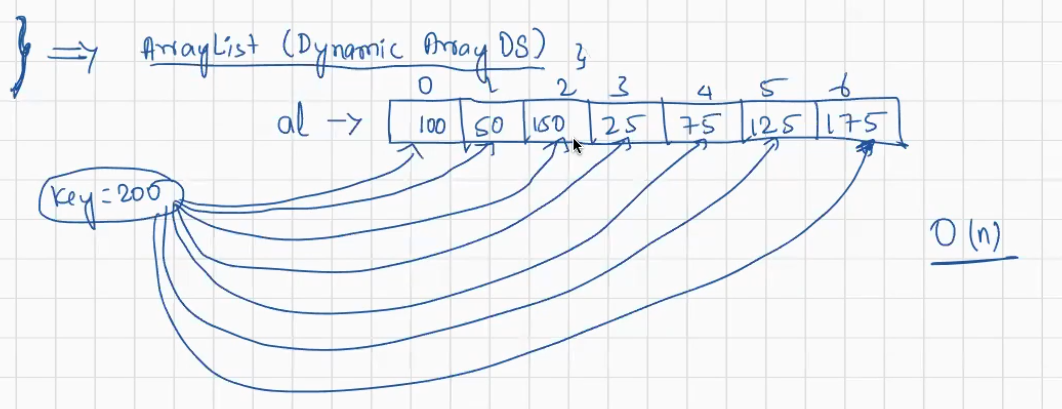 } ⇒ ArrayList (Dynamic Array DS) }
0 1 2 3 4 5 6
al → 100 50 150 25 75 125 175
Key = 200
O(n)